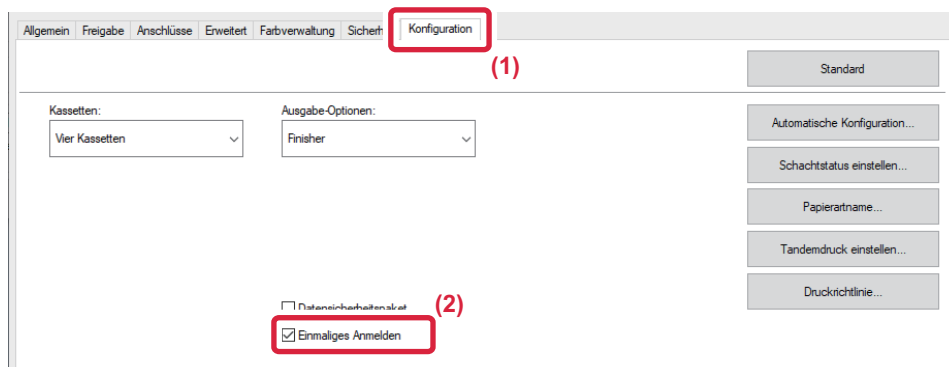 Allgemein Freigabe Anschlüsse Erweitert Farbverwaltung Konfiguration
(1)
Standard
Kassetten: Ausgabe-Optionen:
Vier Kassetten Finisher
Automatische Konfiguration...
Schachtstatus einstellen...
Papierartname...
Tandemdruck einstellen...
Druckrichtlinie...
Datensicherheitspaket (2)
Einmaliges Anmelden